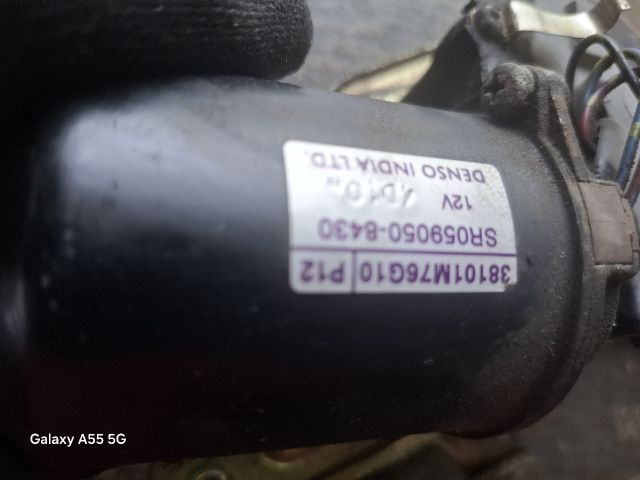 38101M76G10 P12
SR059050-8430
12V
DENSO INDIA LTD.
Galaxy A55 5G